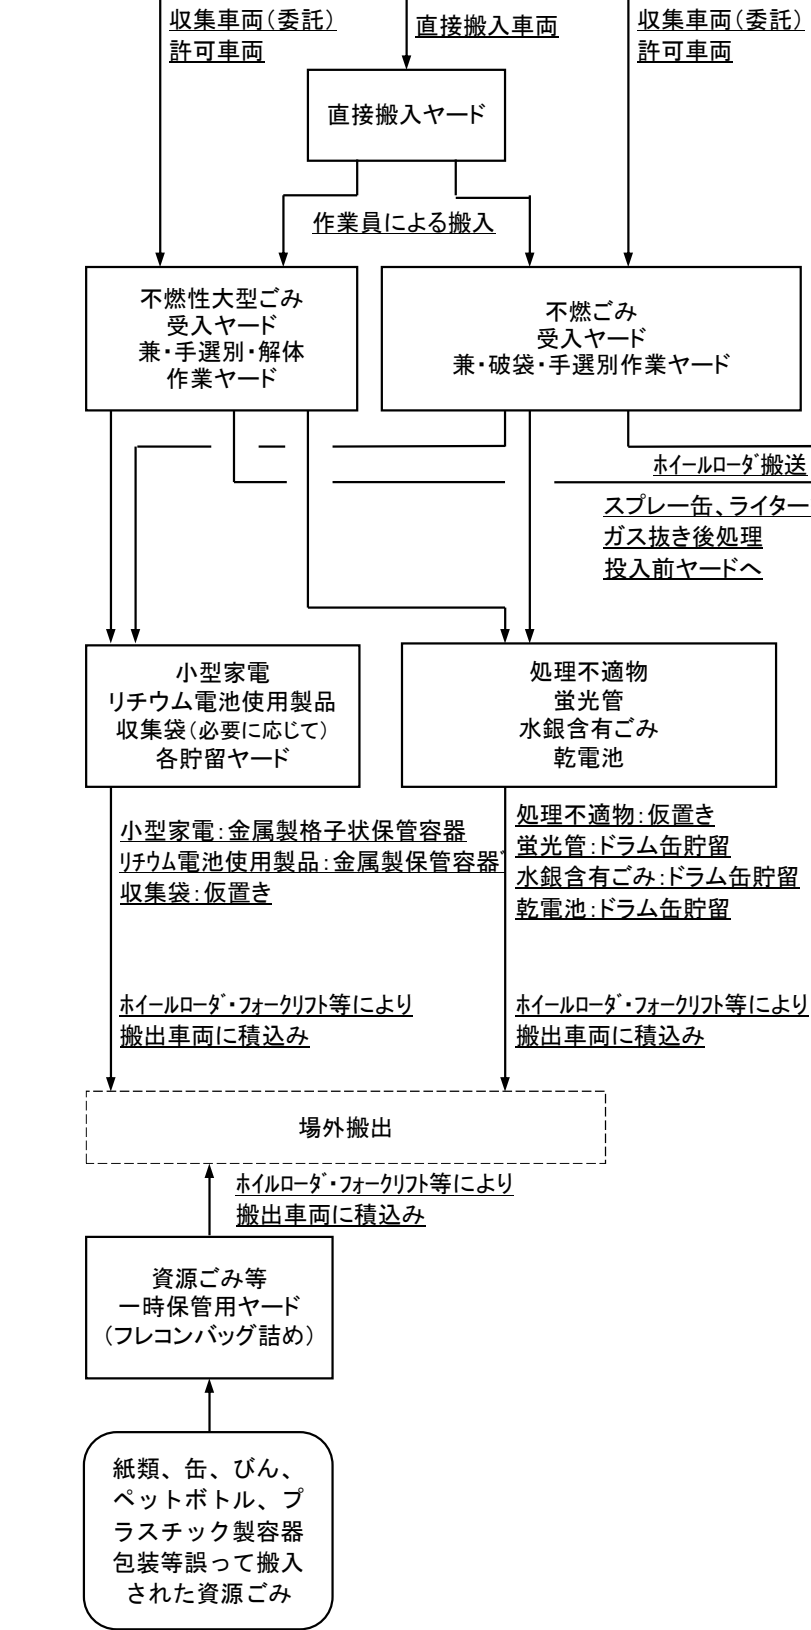 収集車両（委託）
許可車両
直接搬入車両
収集車両（委託）
許可車両
直接搬入ヤード
作業員による搬入
不燃性大型ごみ
受入ヤード
兼・手選別・解体
作業ヤード
不燃ごみ
受入ヤード
兼・破袋・手選別作業ヤード
ﾎｲｰﾙﾛｰﾀﾞ搬送
スプレー缶、ライター
ガス抜き後処理
投入前ヤードへ
小型家電
リチウム電池使用製品
収集袋（必要に応じて）
各貯留ヤード
処理不適物
蛍光管
水銀含有ごみ
乾電池
小型家電：金属製格子状保管容器
ﾘﾁｳﾑ電池使用製品：金属製保管容器
収集袋：仮置き
処理不適物：仮置き
蛍光管：ドラム缶貯留
水銀含有ごみ：ドラム缶貯留
乾電池：ドラム缶貯留
ﾎｲｰﾙﾛｰﾀﾞ・ﾌｫｰｸﾘﾌﾄ等により
搬出車両に積込み
ﾎｲｰﾙﾛｰﾀﾞ・ﾌｫｰｸﾘﾌﾄ等により
搬出車両に積込み
場外搬出
ﾎｲﾙﾛｰﾀﾞ・ﾌｫｰｸﾘﾌﾄ等により
搬出車両に積込み
資源ごみ等
一時保管用ヤード
（フレコンバッグ詰め）
紙類、缶、びん、
ペットボトル、プ
ラスチック製容器
包装等誤って搬入
された資源ごみ